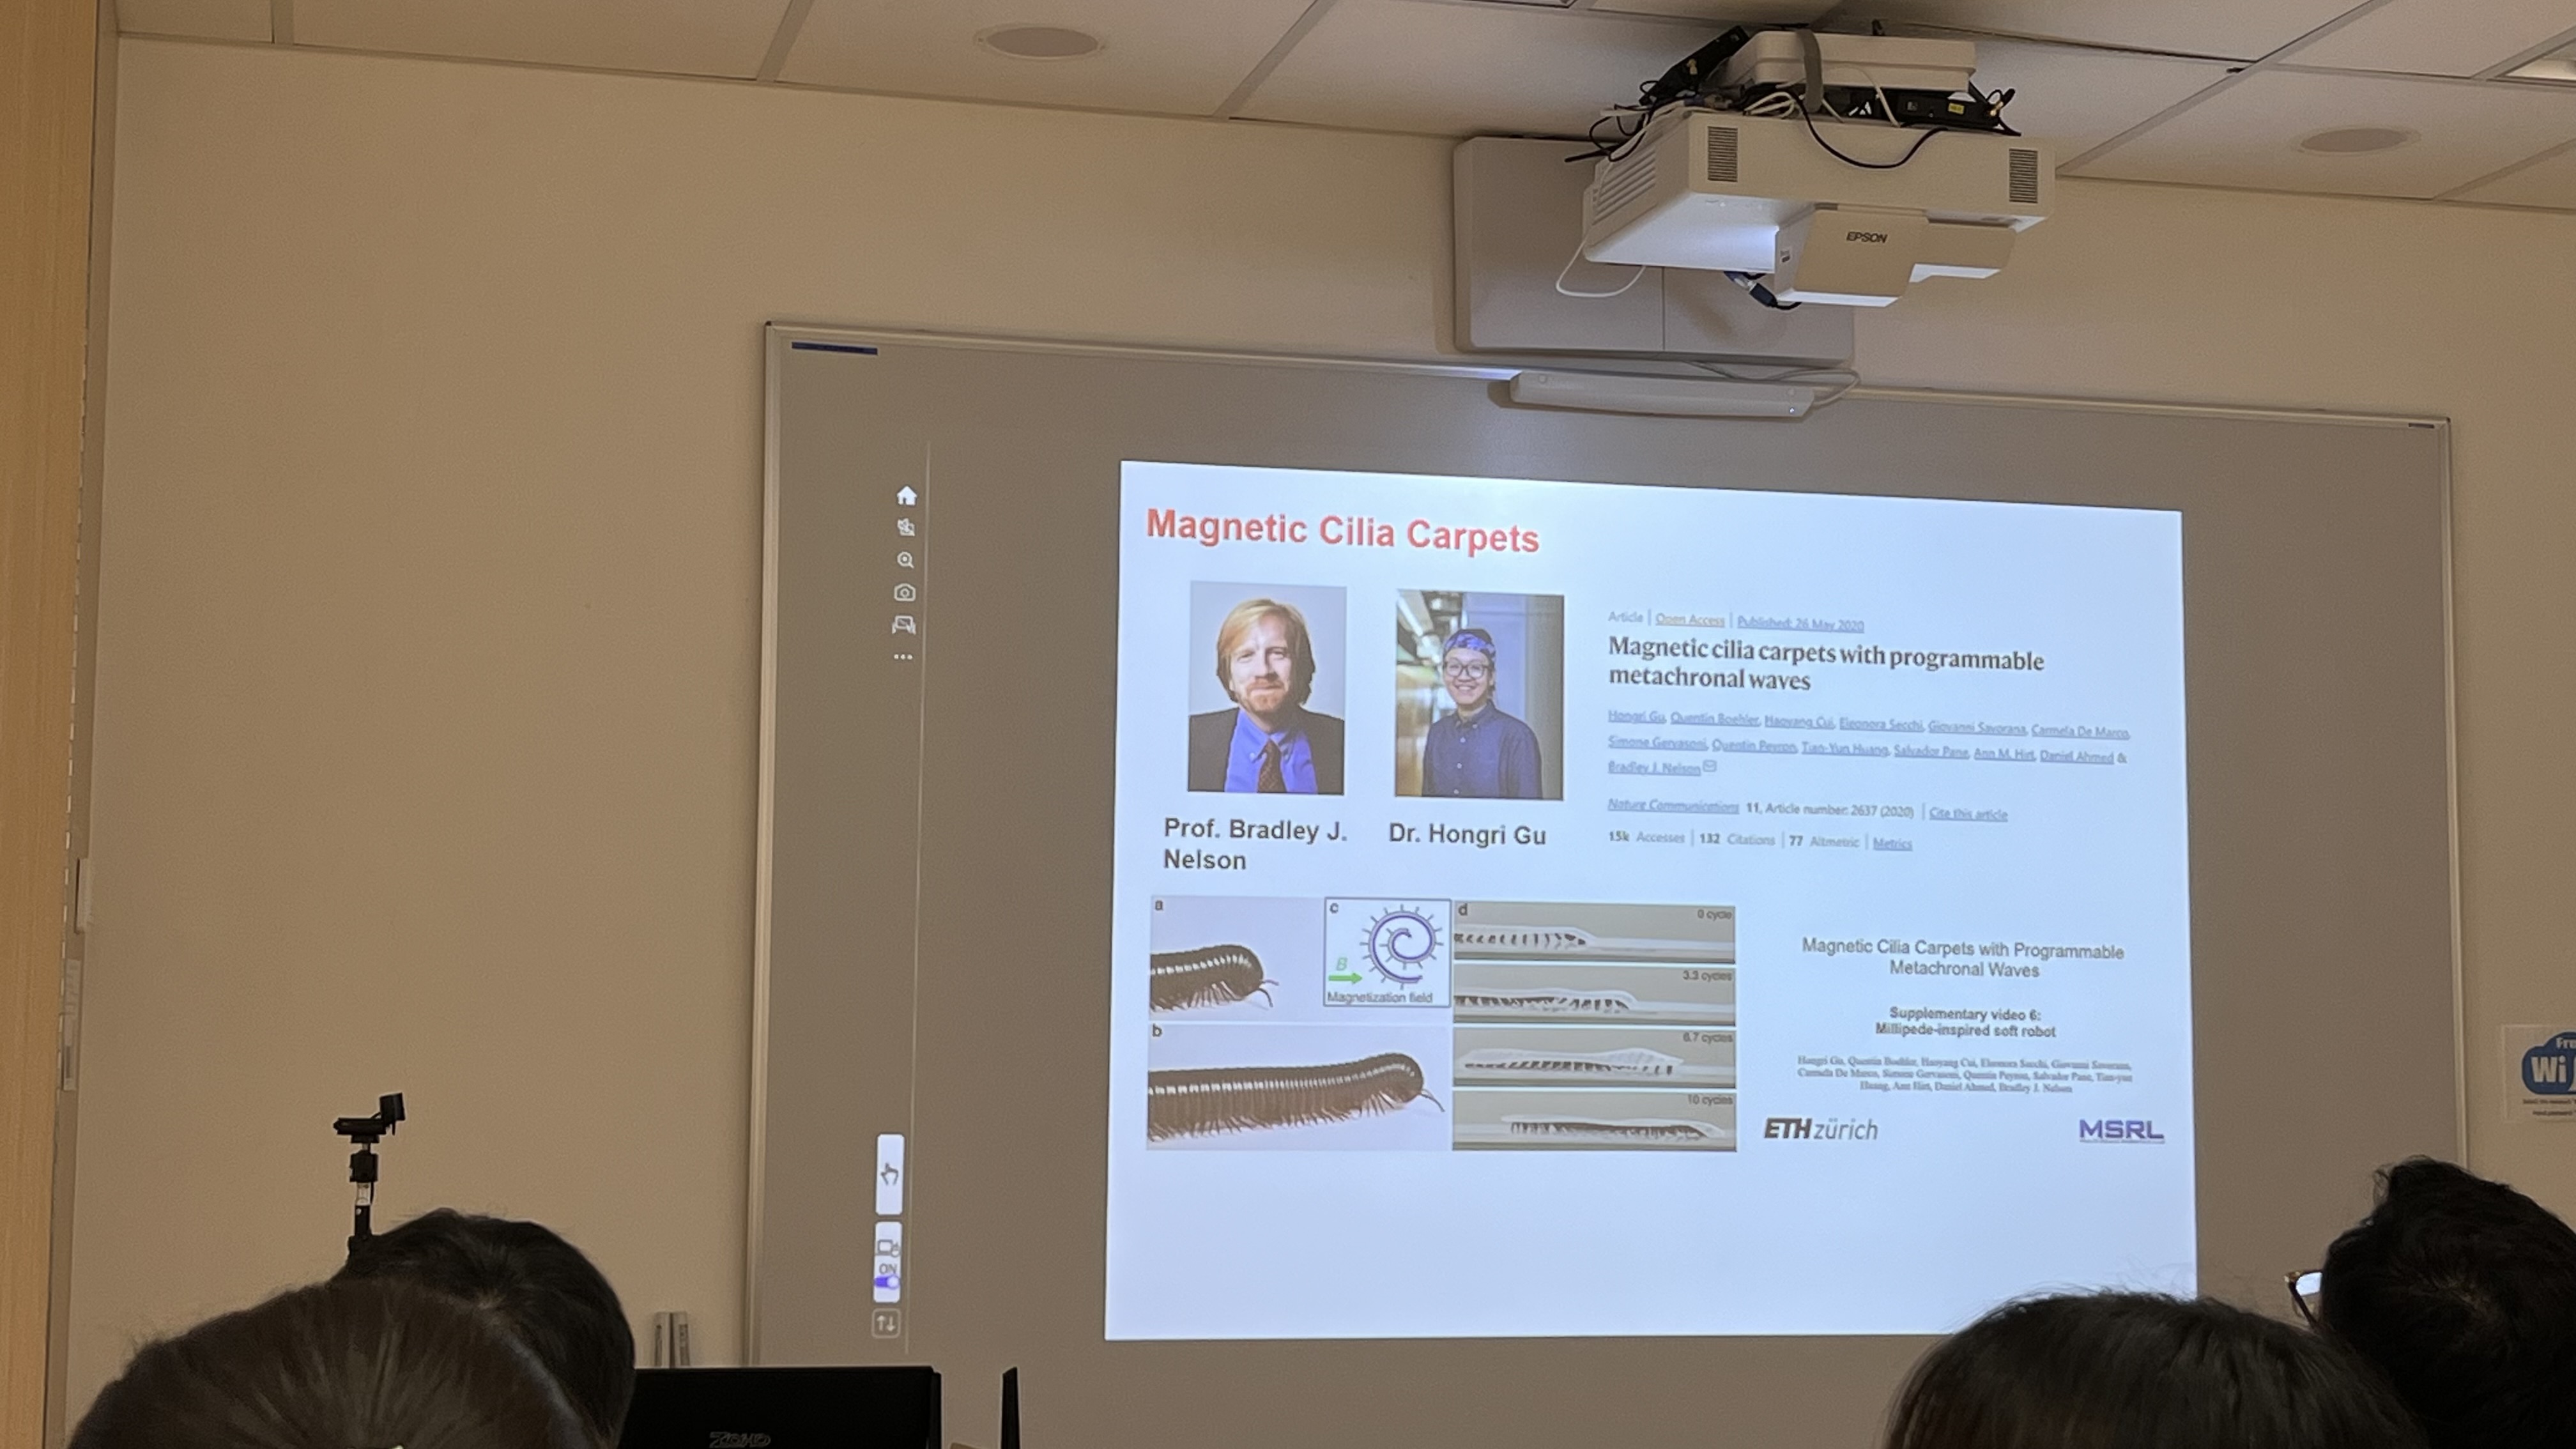 EPSON
Magnetic Cilia Carpets
Prof. Bradley J.
Nelson
Dr. Hongri Gu
Article | Open Access | Published: 26 May 2020
Magnetic cilia carpets with programmable
metachronal waves
Hongri Gu, Quentin Boehler, Haoyang Cui, Eleonora Secchi, Giovanni Savorana, Carmela De Marco,
Simone Gervasoni, Quentin Peyron, Tian-Yun Huang, Salvador Pane, Ann M. Hirt, Daniel Ahmed &
Bradley J. Nelson
Nature Communications 11, Article number: 2637 (2020) | Cite this article
15k Accesses | 132 Citations | 77 Altmetric | Metrics
a
b
c
B
Magnetization field
d
0 cycle
3.3 cycles
6.7 cycles
10 cycles
Magnetic Cilia Carpets with Programmable
Metachronal Waves
Supplementary video 6:
Millipede-inspired soft robot
Hongri Gu, Quentin Boehler, Haoyang Cui, Eleonora Secchi, Giovanni Savorana,
Carmela De Marco, Simone Gervasoni, Quentin Peyron, Salvador Pane, Tian-yun
Huang, Ann Hirt, Daniel Ahmed, Bradley J. Nelson
ETH zürich
MSRL
ON
Fre
Wi